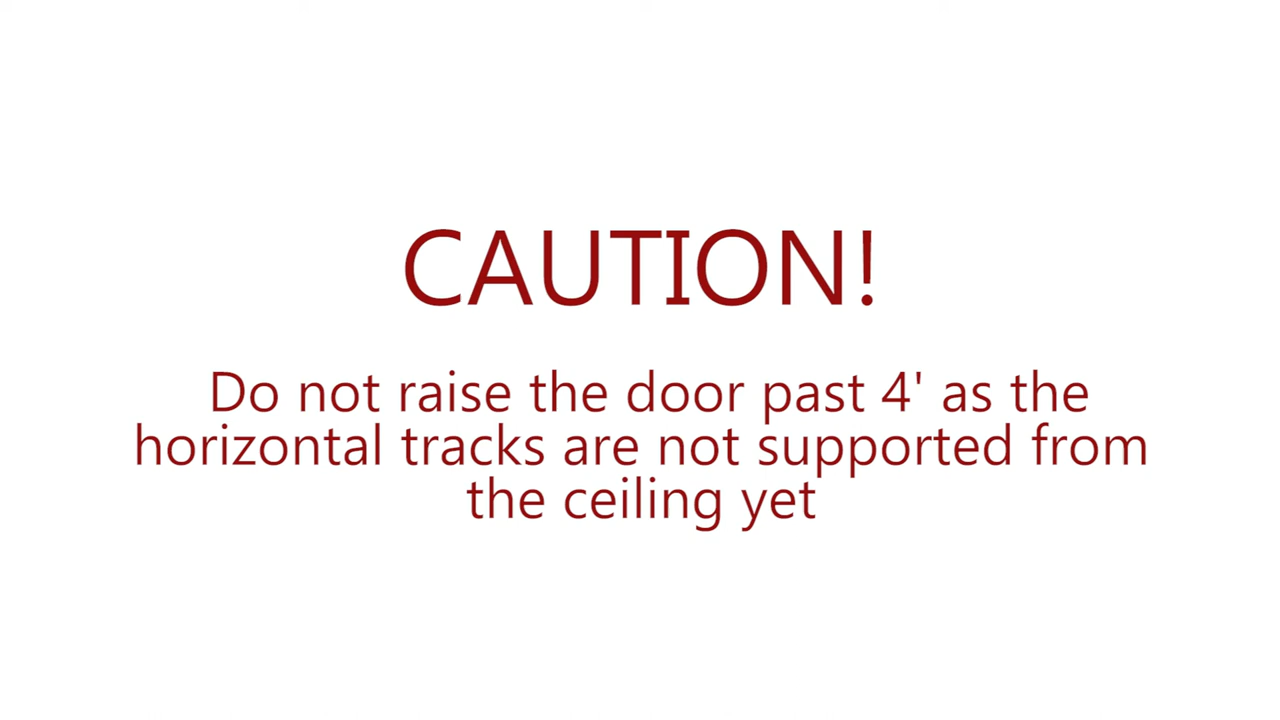 CAUTION!
Do not raise the door past 4' as the
horizontal tracks are not supported from
the ceiling yet